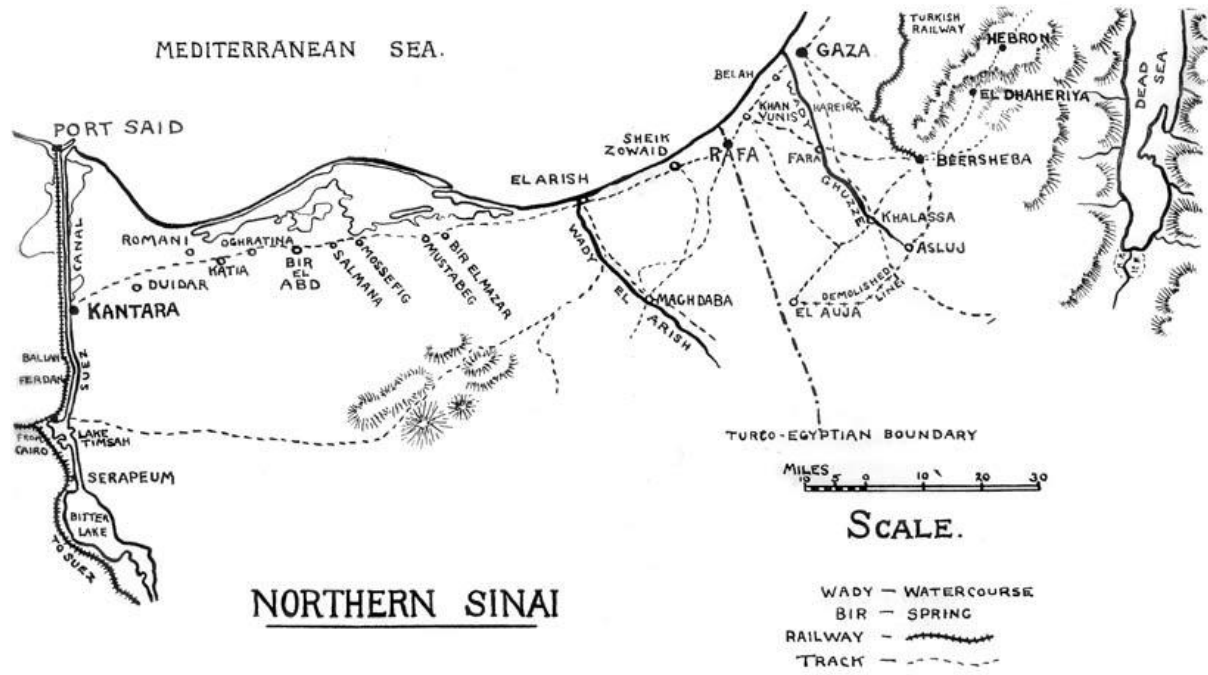 MEDITERRANEAN SEA.
TURKISH
RAILWAY
HEBRON
GAZA
DEAD SEA
BELAH
EL DHAHERIYA
PORT SAID
KHAN
YUNIS
WADY
HAREIRA
SHEIK
ZOWAID
RAFA
FARA
BEERSHEBA
EL ARISH
GHUZZE
KHALASSA
ROMANI
OGHRATINA
KATIA
BIR
EL
ABD
SALMANA
MOSSEFIG
MUSTABEG
BIR EL MAZAR
WADY
EL
ARISH
ASLUJ
CANAL
DUIDAR
MAGHDABA
DEMOLISHED
LINE
EL AUJA
KANTARA
BALLAH
FERDAN
SUEZ
FROM
CAIRO
LAKE
TIMSAH
TURCO-EGYPTIAN BOUNDARY
SERAPEUM
MILES
10 5 0 10 20 30
BITTER
LAKE
SCALE.
TO SUEZ
NORTHERN SINAI
WADY – WATERCOURSE
BIR – SPRING
RAILWAY -
TRACK -